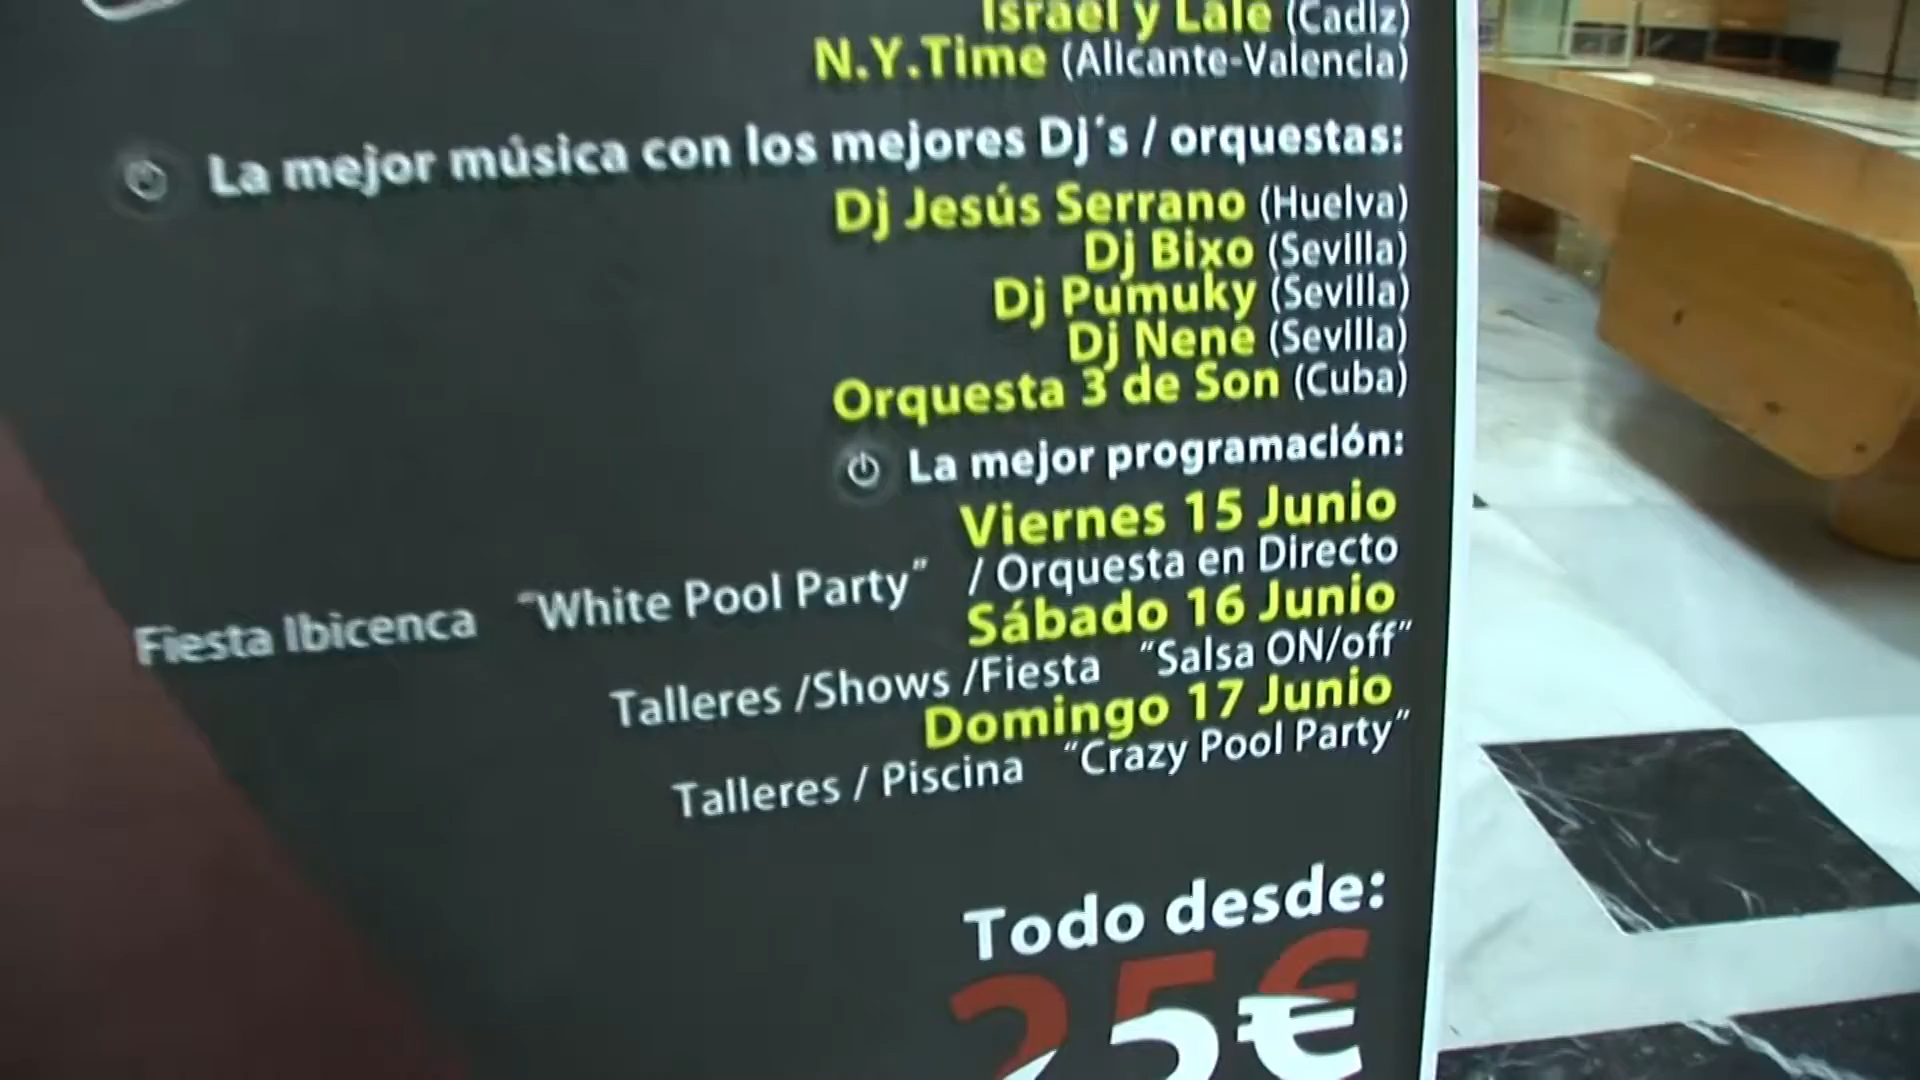 Israel y Lale (Cadiz)
N.Y.Time (Alicante-Valencia)
La mejor música con los mejores Dj´s / orquestas:
Dj Jesús Serrano (Huelva)
Dj Bixo (Sevilla)
Dj Pumuky (Sevilla)
Dj Nene (Sevilla)
Orquesta 3 de Son (Cuba)
La mejor programación:
Viernes 15 Junio
Fiesta Ibicenca "White Pool Party" / Orquesta en Directo
Sábado 16 Junio
Talleres /Shows /Fiesta "Salsa ON/off"
Domingo 17 Junio
Talleres / Piscina "Crazy Pool Party"
Todo desde:
25€